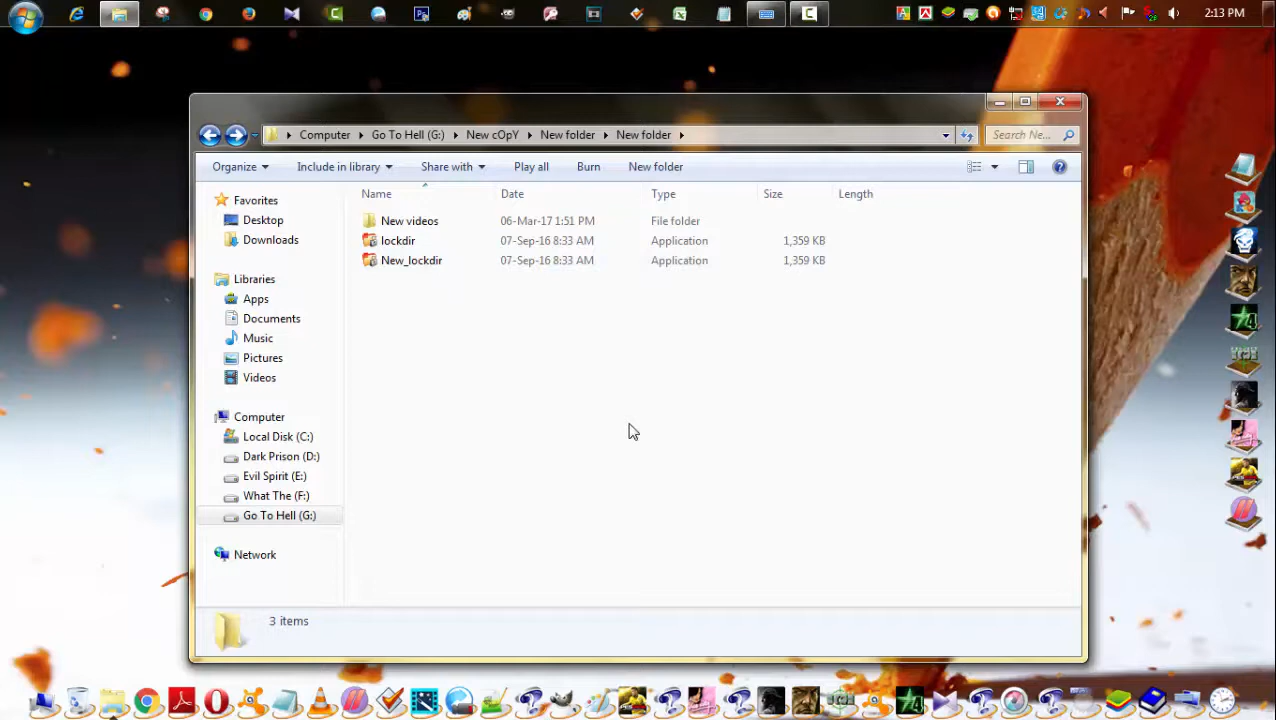 2:13 PM
Computer Go To Hell (G:) New cOpY New folder New folder
Search Ne...
Organize Include in library Share with Play all Burn New folder
Name Date Type Size Length
New videos 06-Mar-17 1:51 PM File folder
lockdir 07-Sep-16 8:33 AM Application 1,359 KB
New_lockdir 07-Sep-16 8:33 AM Application 1,359 KB
Favorites
Desktop
Downloads
Libraries
Apps
Documents
Music
Pictures
Videos
Computer
Local Disk (C:)
Dark Prison (D:)
Evil Spirit (E:)
What The (F:)
Go To Hell (G:)
Network
3 items